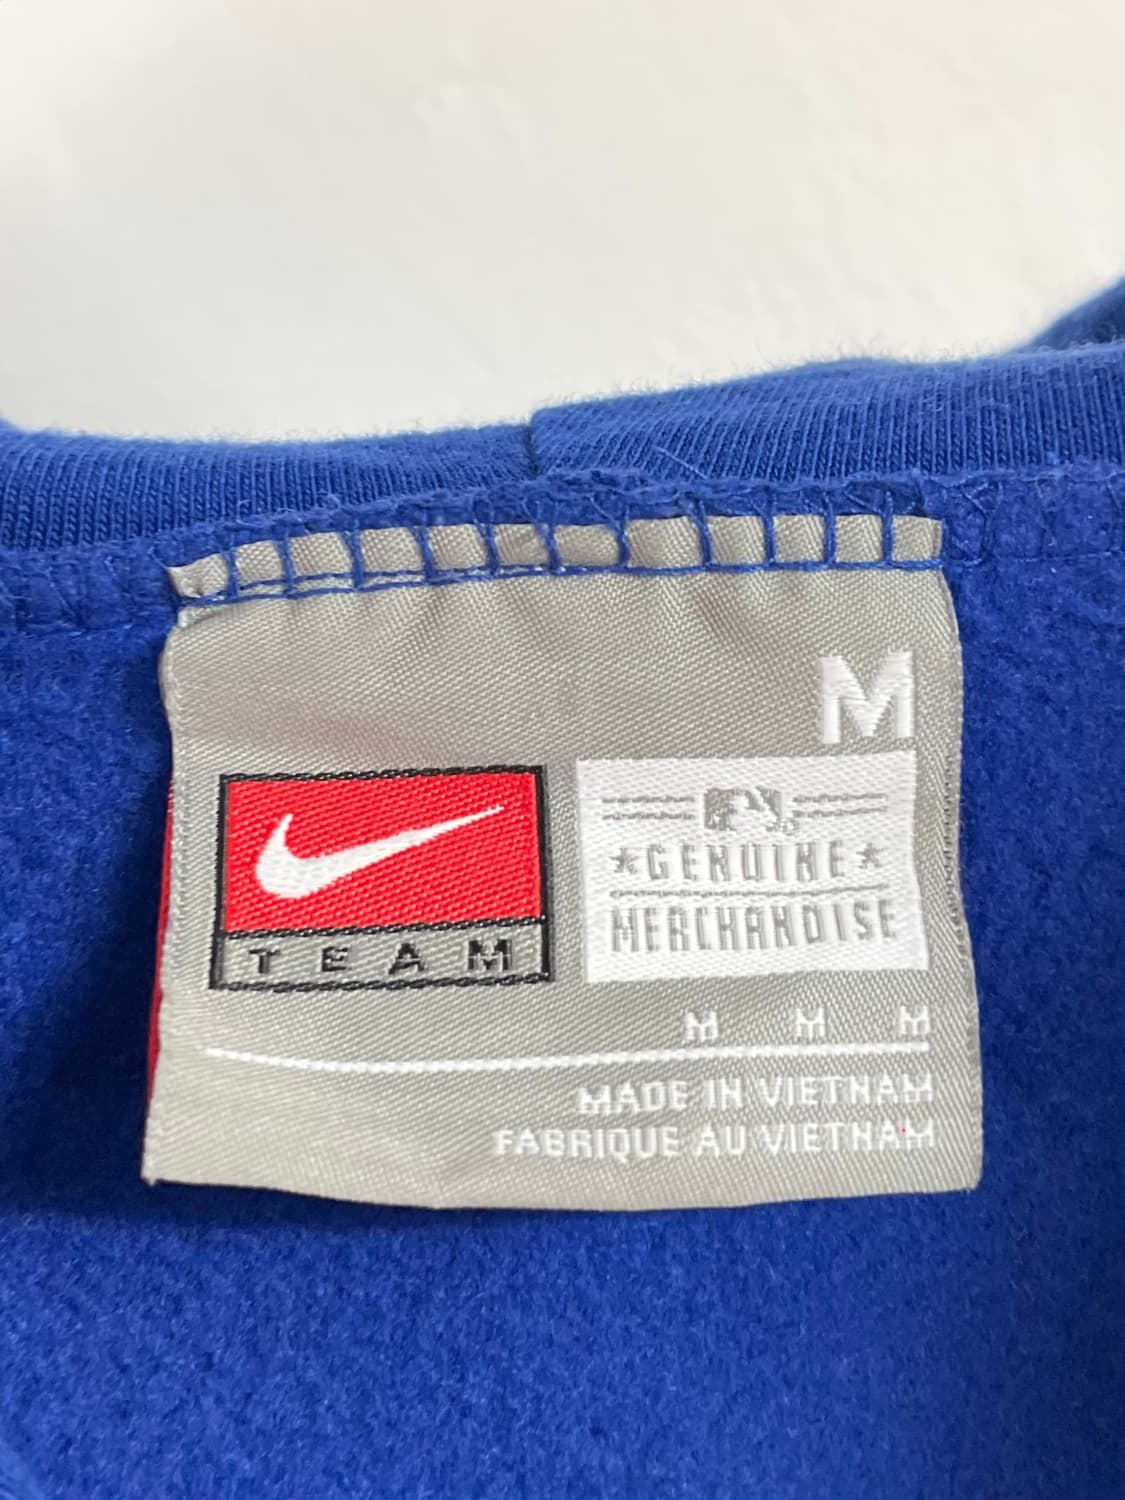 M
TEAM
GENUINE
MERCHANDISE
M M M
MADE IN VIETNAM
FABRIQUE AU VIETNAM